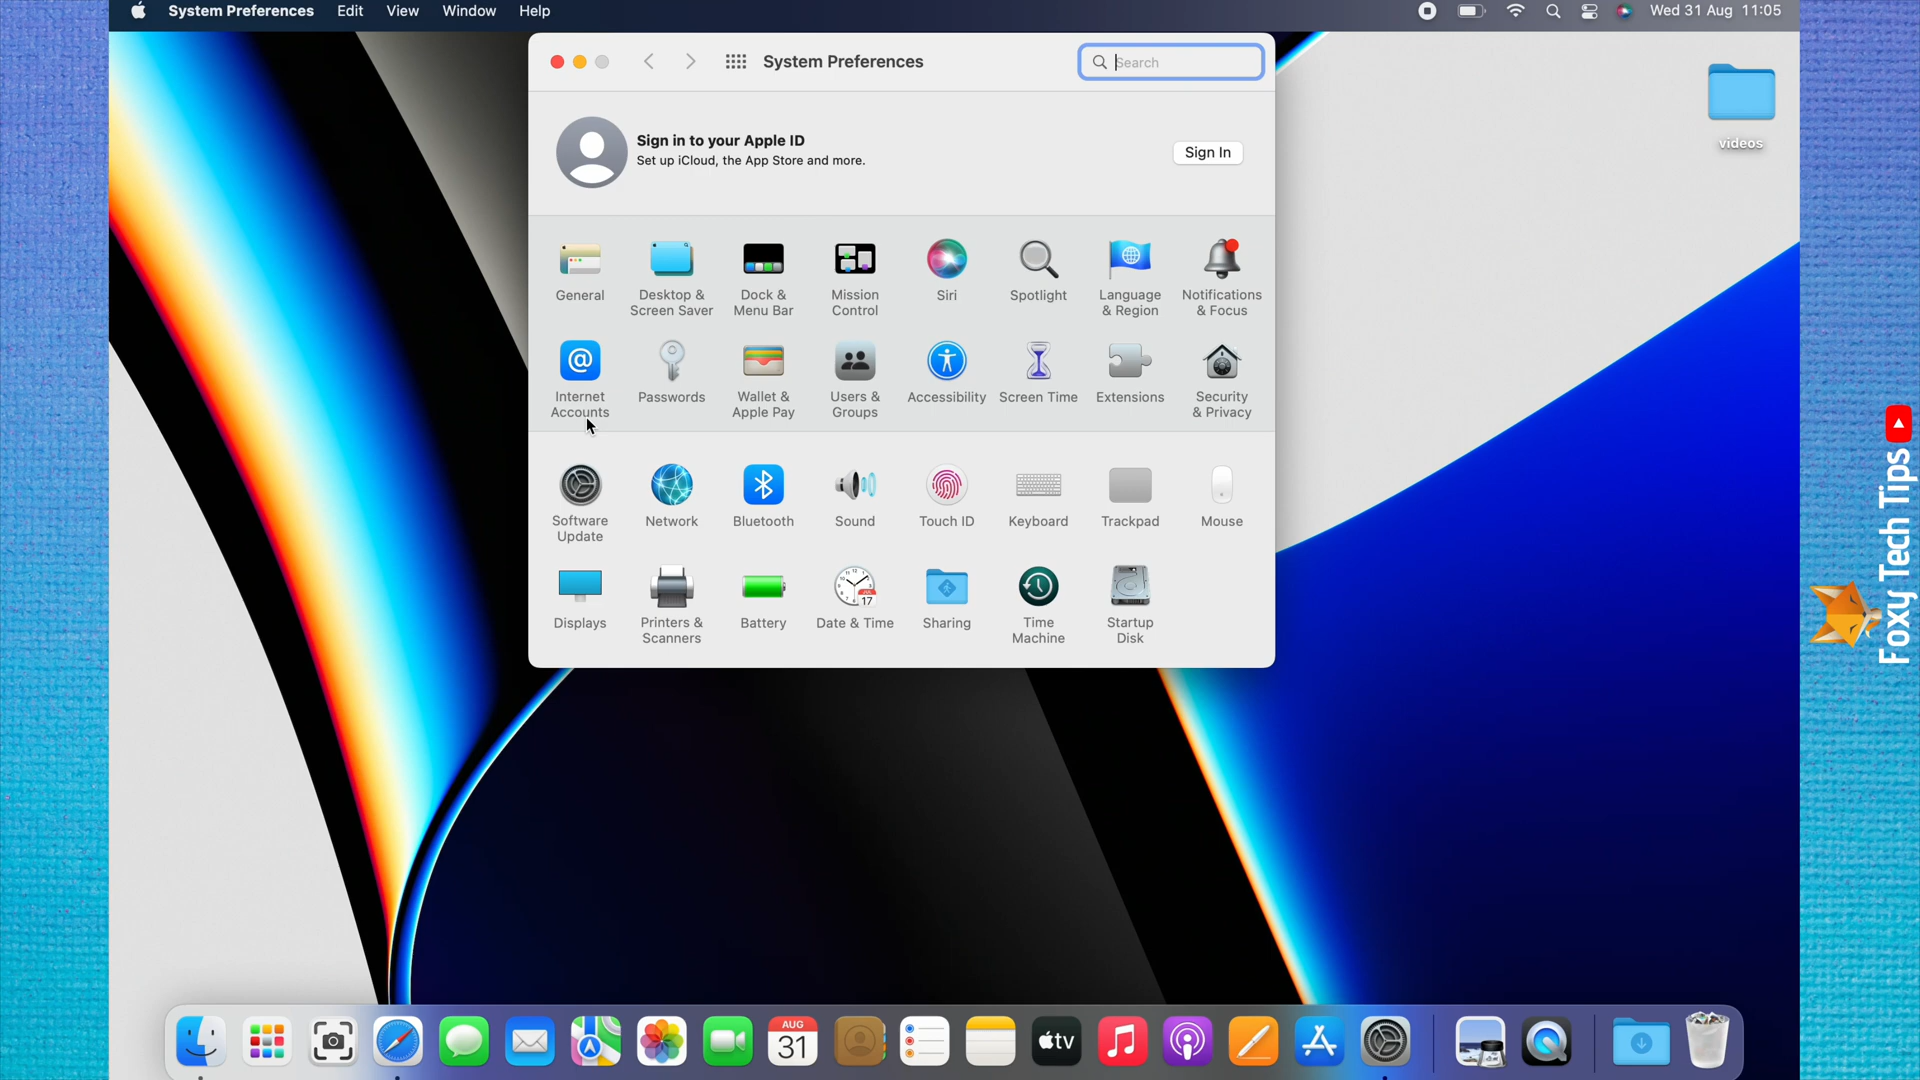 System Preferences Edit View Window Help
Wed 31 Aug 11:05
System Preferences
Search
videos
Sign in to your Apple ID
Set up iCloud, the App Store and more.
Sign In
General
Desktop &
Screen Saver
Dock &
Menu Bar
Mission
Control
Siri
Spotlight
Language
& Region
Notifications
& Focus
Internet
Accounts
Passwords
Wallet &
Apple Pay
Users &
Groups
Accessibility
Screen Time
Extensions
Security
& Privacy
Software
Update
Network
Bluetooth
Sound
Touch ID
Keyboard
Trackpad
Mouse
Displays
Printers &
Scanners
Battery
Date & Time
17
Sharing
Time
Machine
Startup
Disk
Foxy Tech Tips
AUG
31
tv